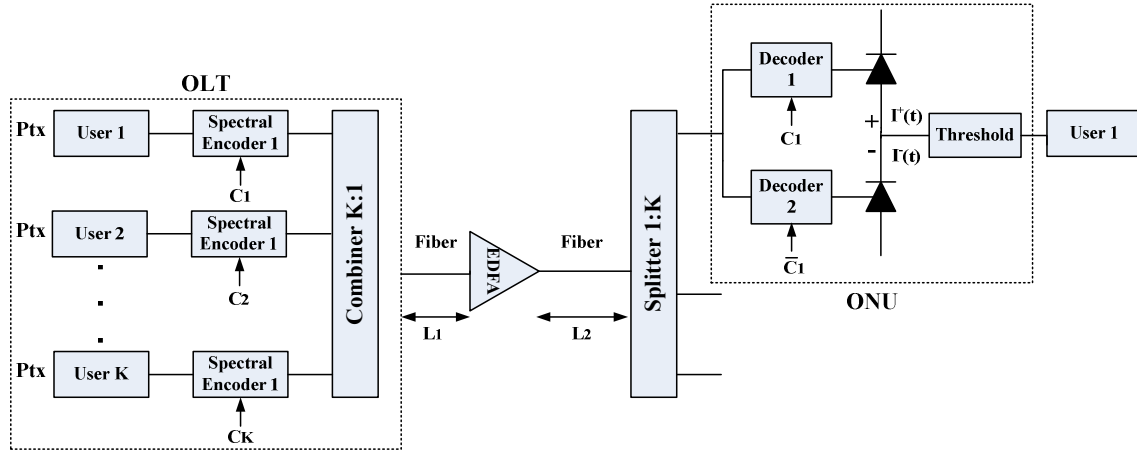 OLT
Ptx
User 1
Spectral
Encoder 1
C1
Ptx
User 2
Spectral
Encoder 1
C2
Ptx
User K
Spectral
Encoder 1
CK
Combiner K:1
Fiber
EDFA
Fiber
L1
L2
Splitter 1:K
Decoder
1
C1
Decoder
2
C̅1
+
I⁺(t)
-
I⁻(t)
Threshold
User 1
ONU